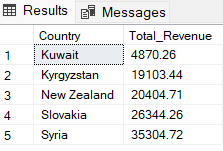 Results Messages
Country Total_Revenue
1 Kuwait 4870.26
2 Kyrgyzstan 19103.44
3 New Zealand 20404.71
4 Slovakia 26344.26
5 Syria 35304.72